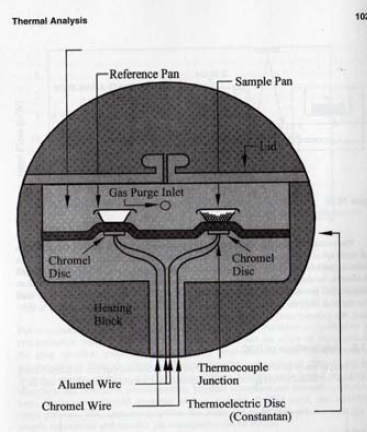 Thermal Analysis
102
Reference Pan
Sample Pan
Lid
Gas Purge Inlet
Chromel
Disc
Chromel
Disc
Heating
Block
Thermocouple
Junction
Alumel Wire
Chromel Wire
Thermoelectric Disc
(Constantan)